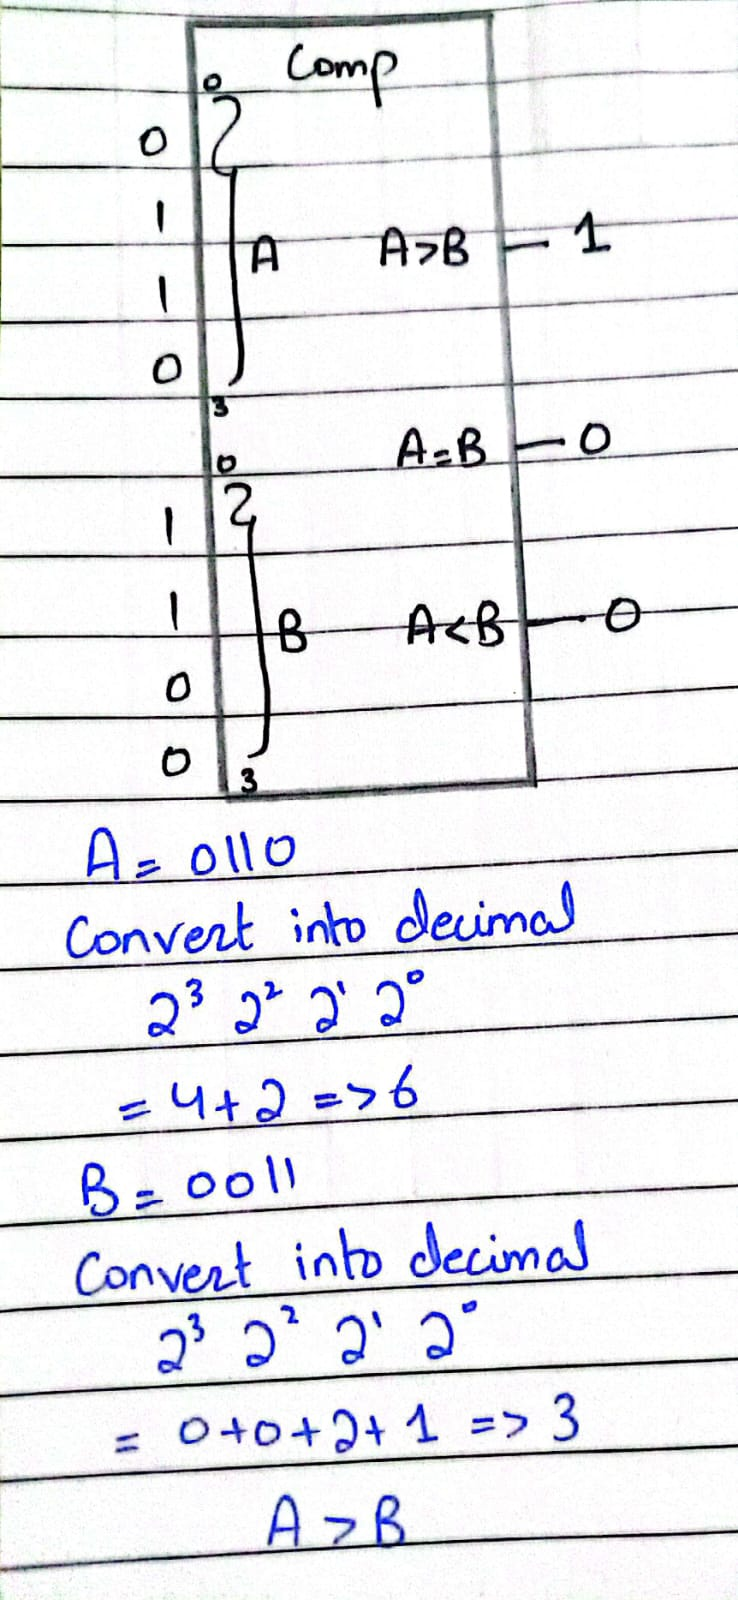 Comp
0
0
1
A A>B 1
1
0
3
A=B 0
0
1
1
B A<B 0
0
0
3
A = 0110
Convert into decimal
2³ 2² 2¹ 2⁰
= 4+2 => 6
B = 0011
Convert into decimal
2³ 2² 2¹ 2⁰
= 0+0+2+1 => 3
A > B